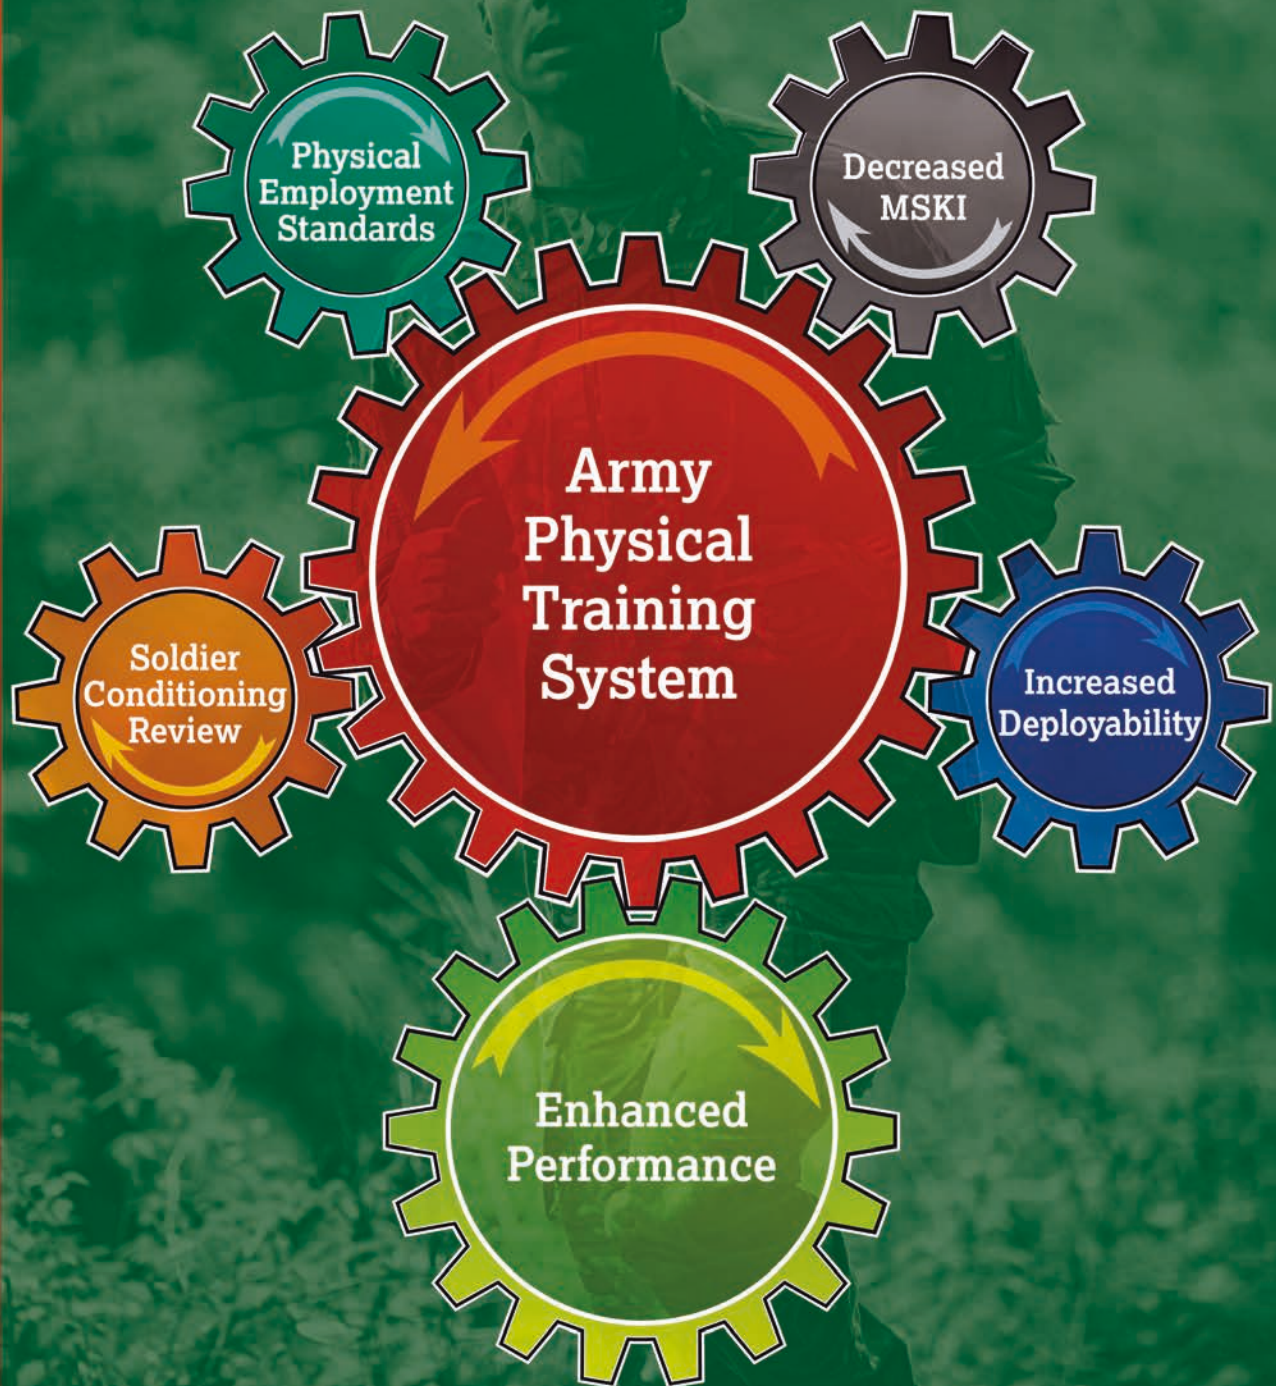 Physical
Employment
Standards
Decreased
MSKI
Army
Physical
Training
System
Soldier
Conditioning
Review
Increased
Deployability
Enhanced
Performance